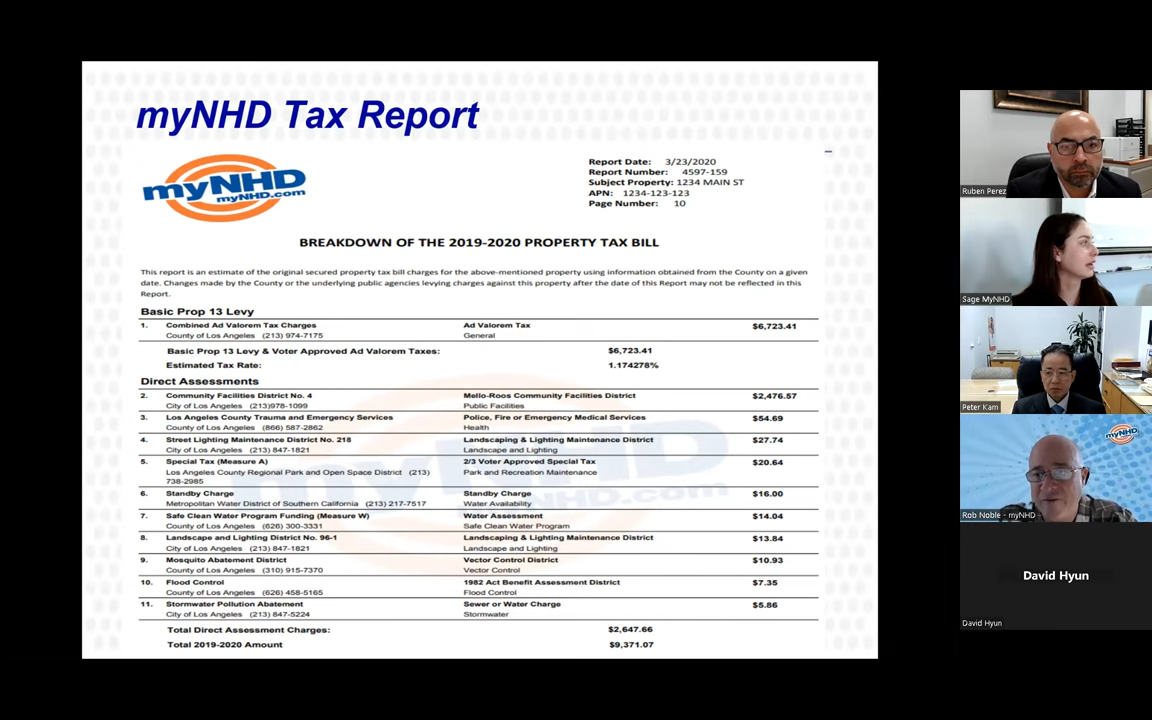 myNHD Tax Report
myNHD
myNHD.com
Report Date: 3/23/2020
Report Number: 4597-159
Subject Property: 1234 MAIN ST
APN: 1234-123-123
Page Number: 10
BREAKDOWN OF THE 2019-2020 PROPERTY TAX BILL
This report is an estimate of the original secured property tax bill charges for the above-mentioned property using information obtained from the County on a given
date. Changes made by the County or the underlying public agencies levying charges against this property after the date of this Report may not be reflected in this
Report.
Basic Prop 13 Levy
1. Combined Ad Valorem Tax Charges Ad Valorem Tax $6,723.41
County of Los Angeles (213) 974-7175 General
Basic Prop 13 Levy & Voter Approved Ad Valorem Taxes: $6,723.41
Estimated Tax Rate: 1.174278%
Direct Assessments
2. Community Facilities District No. 4 Mello-Roos Community Facilities District $2,476.57
City of Los Angeles (213)978-1099 Public Facilities
3. Los Angeles County Trauma and Emergency Services Police, Fire or Emergency Medical Services $54.69
County of Los Angeles (866) 587-2862 Health
4. Street Lighting Maintenance District No. 218 Landscaping & Lighting Maintenance District $27.74
City of Los Angeles (213) 847-1821 Landscape and Lighting
5. Special Tax (Measure A) 2/3 Voter Approved Special Tax $20.64
Los Angeles County Regional Park and Open Space District (213) Park and Recreation Maintenance
738-2985
6. Standby Charge Standby Charge $16.00
Metropolitan Water District of Southern California (213) 217-7517 Water Availability
7. Safe Clean Water Program Funding (Measure W) Water Assessment $14.04
County of Los Angeles (626) 300-3331 Safe Clean Water Program
8. Landscape and Lighting District No. 96-1 Landscaping & Lighting Maintenance District $13.84
City of Los Angeles (213) 847-1821 Landscape and Lighting
9. Mosquito Abatement District Vector Control District $10.93
County of Los Angeles (310) 915-7370 Vector Control
10. Flood Control 1982 Act Benefit Assessment District $7.35
County of Los Angeles (626) 458-5165 Flood Control
11. Stormwater Pollution Abatement Sewer or Water Charge $5.86
City of Los Angeles (213) 847-5224 Stormwater
Total Direct Assessment Charges: $2,647.66
Total 2019-2020 Amount $9,371.07
Ruben Perez
Sage MyNHD
Peter Kam
myNHD
Rob Noble - myNHD
David Hyun
David Hyun